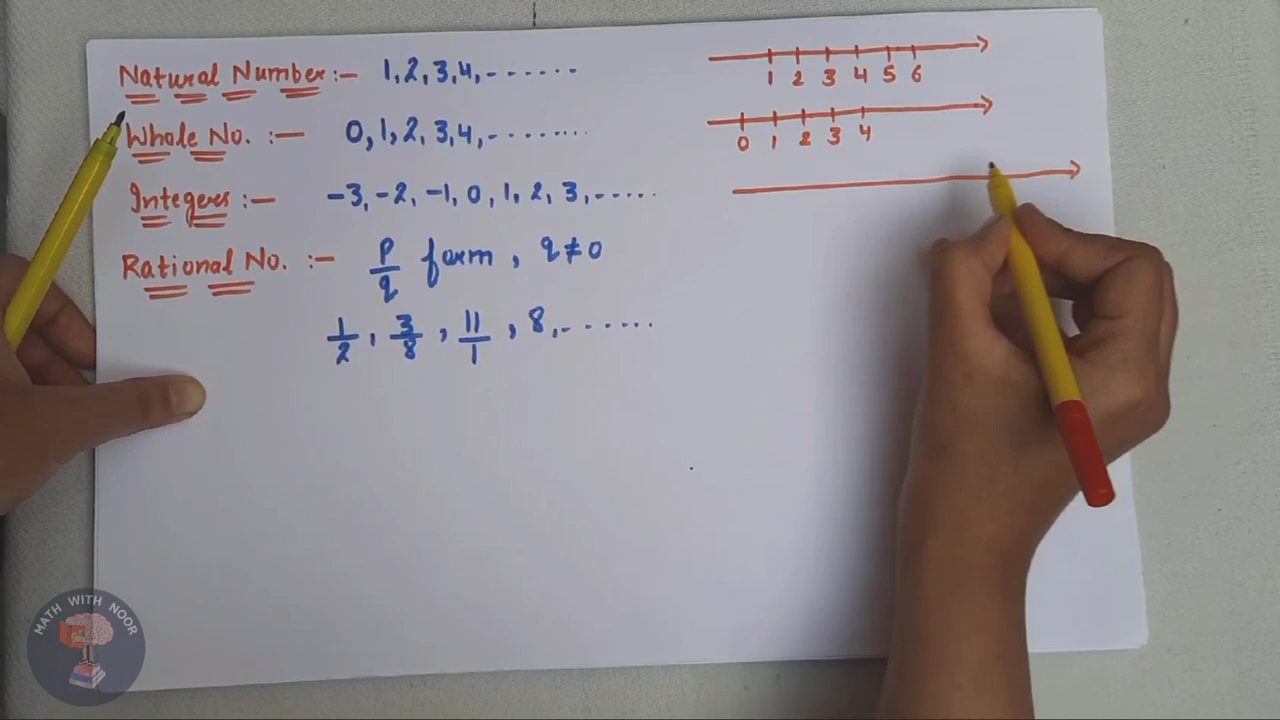 Natural Number :- 1, 2, 3, 4, - - - - - -
1 2 3 4 5 6
Whole No. :- 0, 1, 2, 3, 4, - - - - - - -
0 1 2 3 4
Integers :- -3, -2, -1, 0, 1, 2, 3, - - - - -
Rational No. :- p/q form, q≠0
1/2, 3/8, 11/1, 8, - - - - - -
MATH WITH NOOR